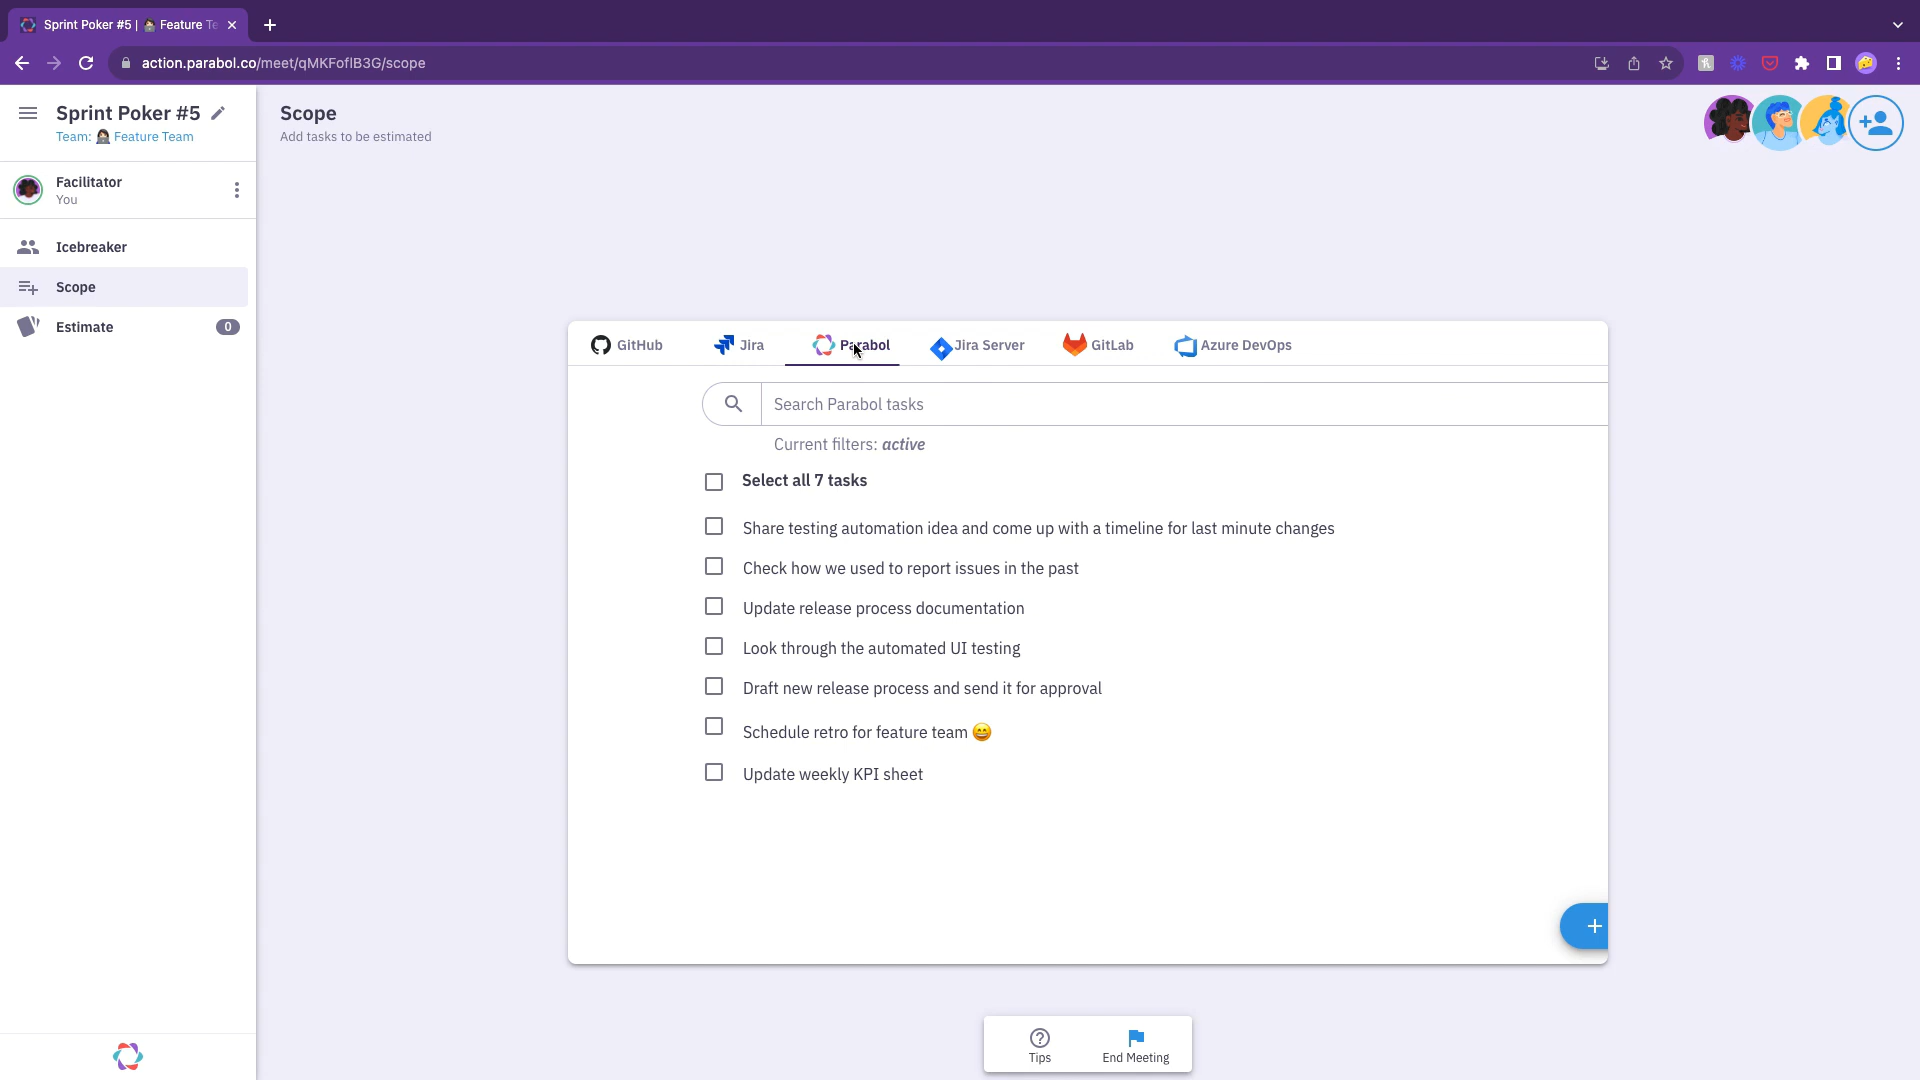 Sprint Poker #5 | Feature Te
action.parabol.co/meet/qMKFofIB3G/scope
Sprint Poker #5
Team: Feature Team
Facilitator
You
Icebreaker
Scope
Estimate 0
Scope
Add tasks to be estimated
GitHub Jira Parabol Jira Server GitLab Azure DevOps
Search Parabol tasks
Current filters: active
Select all 7 tasks
Share testing automation idea and come up with a timeline for last minute changes
Check how we used to report issues in the past
Update release process documentation
Look through the automated UI testing
Draft new release process and send it for approval
Schedule retro for feature team 😄
Update weekly KPI sheet
Tips End Meeting